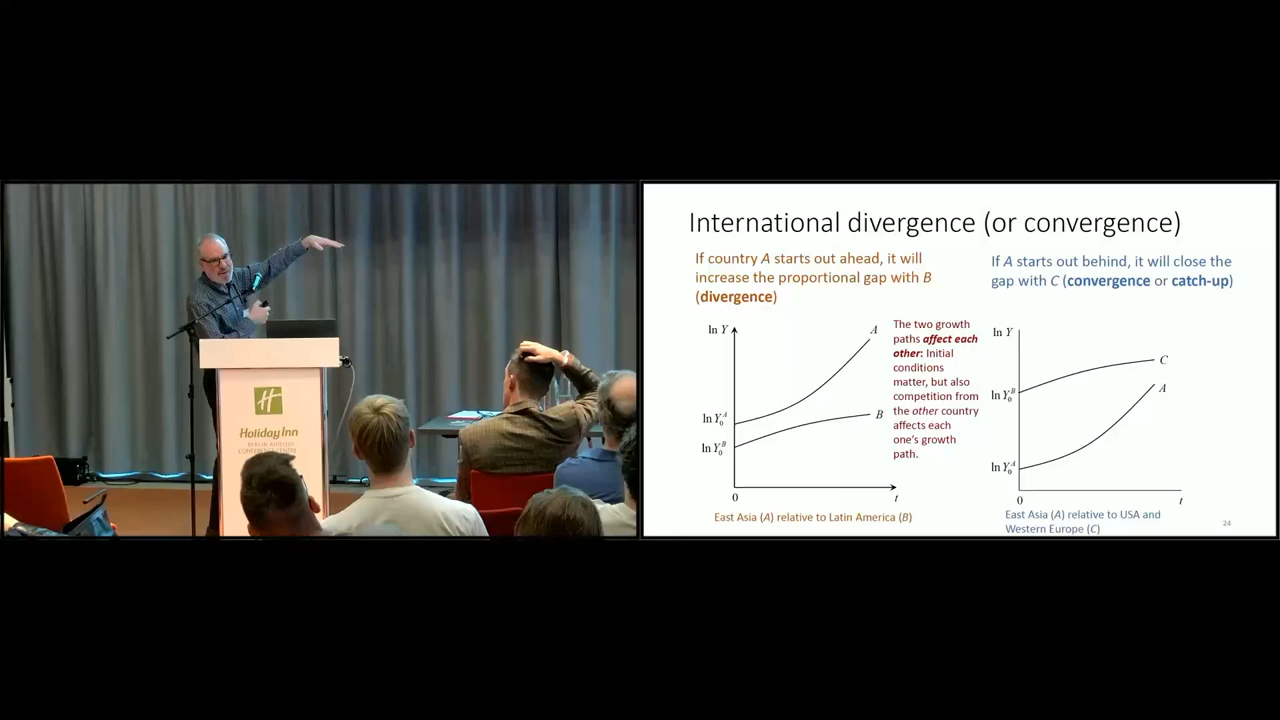 H
Holiday Inn
BERLIN AIRPORT
CONFERENCE CENTRE
International divergence (or convergence)
If country A starts out ahead, it will
increase the proportional gap with B
(divergence)
ln Y
A
ln Y₀ᴬ
B
ln Y₀ᴮ
0
t
East Asia (A) relative to Latin America (B)
The two growth
paths affect each
other: Initial
conditions
matter, but also
competition from
the other country
affects each
one's growth
path.
If A starts out behind, it will close the
gap with C (convergence or catch-up)
ln Y
C
A
ln Y₀ᴮ
ln Y₀ᴬ
0
t
East Asia (A) relative to USA and
Western Europe (C)
24